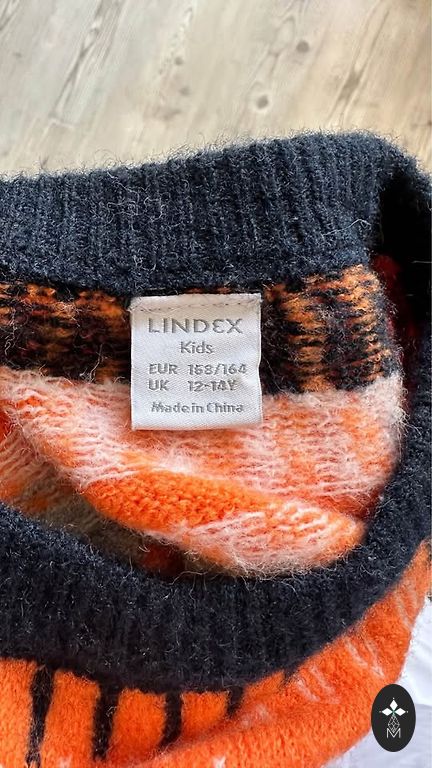 LINDEX
Kids
EUR 158/164
UK 12-14Y
Made in China
M